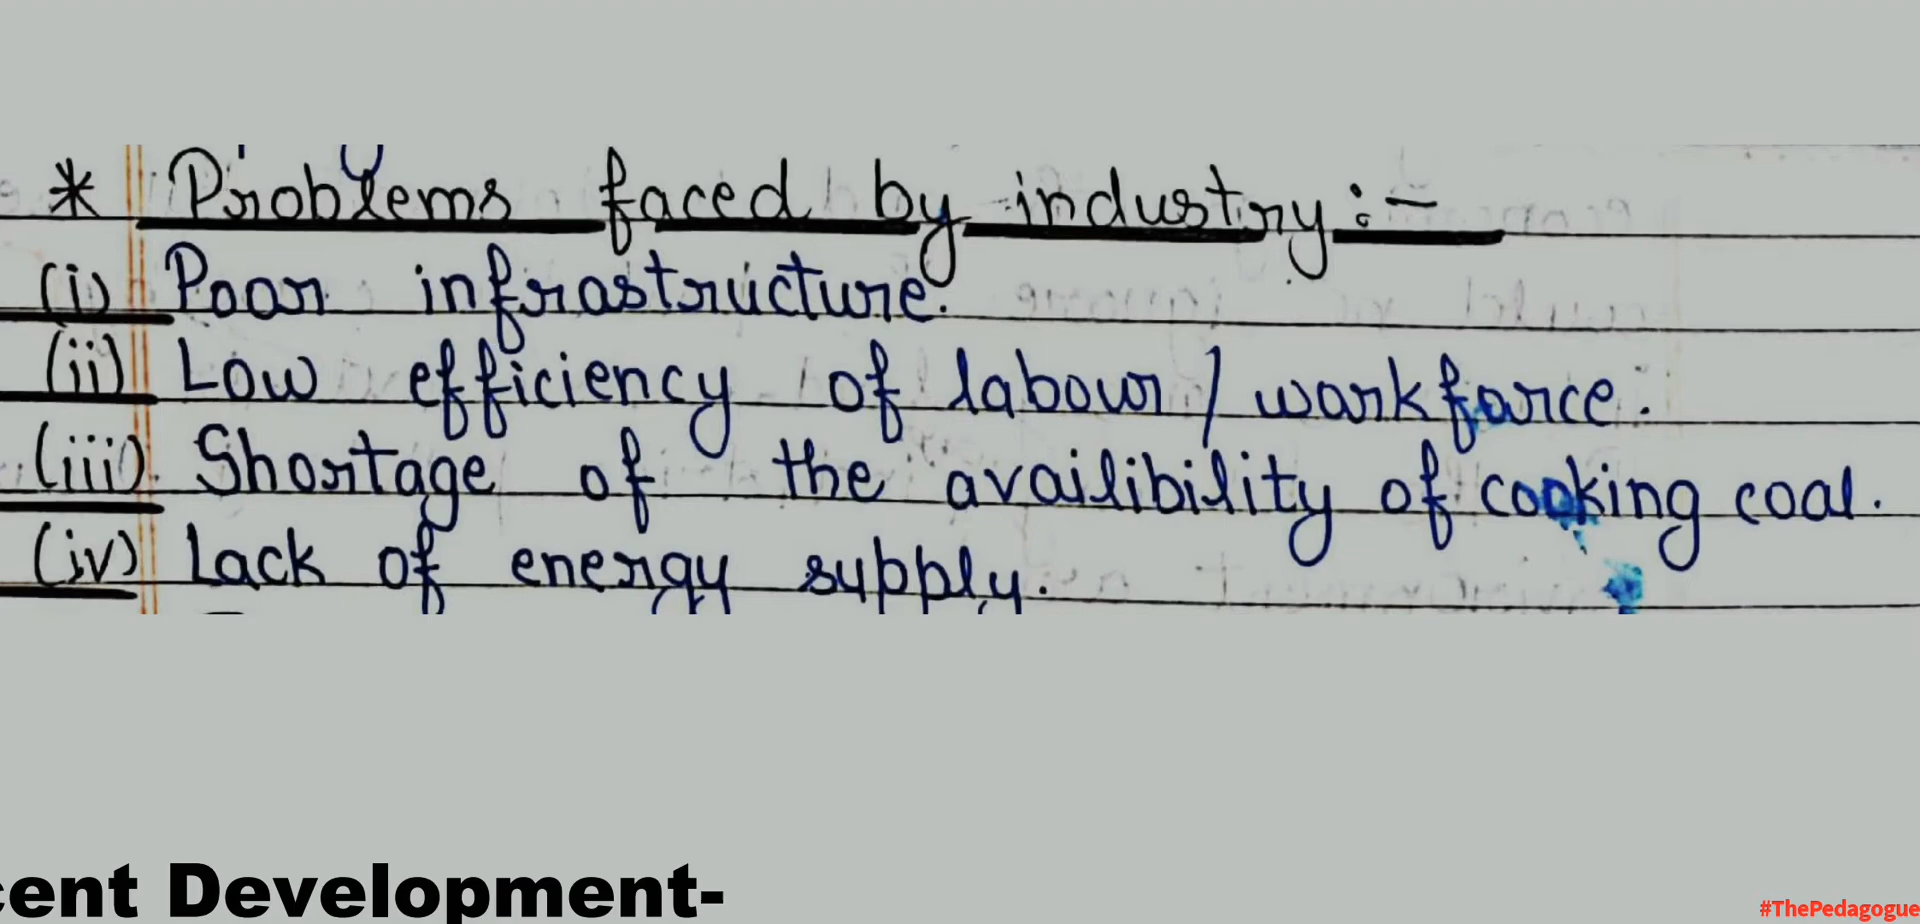 * Problems faced by industry :-
(i) Poor infrastructure.
(ii) Low efficiency of labour / workforce.
(iii) Shortage of the availibility of cooking coal.
(iv) Lack of energy supply.
cent Development-
#ThePedagogue